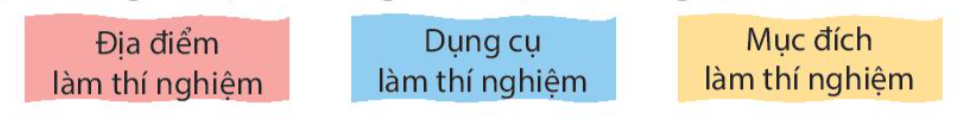 Địa điểm
làm thí nghiệm
Dụng cụ
làm thí nghiệm
Mục đích
làm thí nghiệm